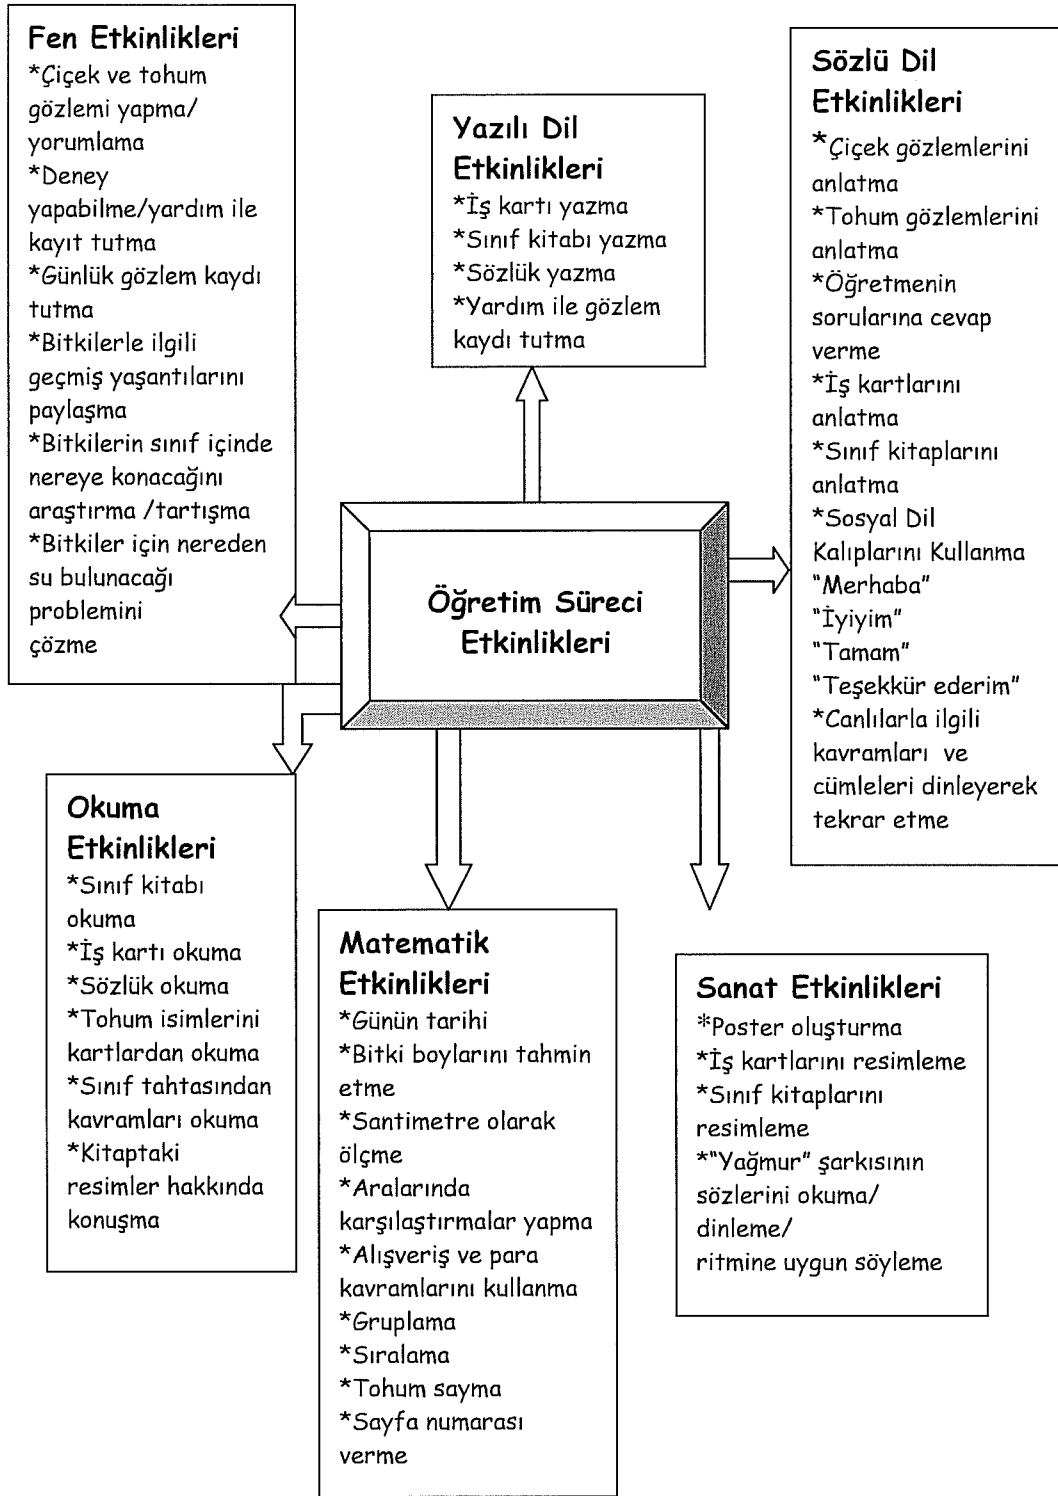 Fen Etkinlikleri
*Çiçek ve tohum
gözlemi yapma/
yorumlama
*Deney
yapabilme/yardım ile
kayıt tutma
*Günlük gözlem kaydı
tutma
*Bitkilerle ilgili
geçmiş yaşantılarını
paylaşma
*Bitkilerin sınıf içinde
nereye konacağını
araştırma /tartışma
*Bitkiler için nereden
su bulunacağı
problemini
çözme
Yazılı Dil
Etkinlikleri
*İş kartı yazma
*Sınıf kitabı yazma
*Sözlük yazma
*Yardım ile gözlem
kaydı tutma
Sözlü Dil
Etkinlikleri
*Çiçek gözlemlerini
anlatma
*Tohum gözlemlerini
anlatma
*Öğretmenin
sorularına cevap
verme
*İş kartlarını
anlatma
*Sınıf kitaplarını
anlatma
*Sosyal Dil
Kalıplarını Kullanma
"Merhaba"
"İyiyim"
"Tamam"
"Teşekkür ederim"
*Canlılarla ilgili
kavramları ve
cümleleri dinleyerek
tekrar etme
Öğretim Süreci
Etkinlikleri
Okuma
Etkinlikleri
*Sınıf kitabı
okuma
*İş kartı okuma
*Sözlük okuma
*Tohum isimlerini
kartlardan okuma
*Sınıf tahtasından
kavramları okuma
*Kitaptaki
resimler hakkında
konuşma
Matematik
Etkinlikleri
*Günün tarihi
*Bitki boylarını tahmin
etme
*Santimetre olarak
ölçme
*Aralarında
karşılaştırmalar yapma
*Alışveriş ve para
kavramlarını kullanma
*Gruplama
*Sıralama
*Tohum sayma
*Sayfa numarası
verme
Sanat Etkinlikleri
*Poster oluşturma
*İş kartlarını resimleme
*Sınıf kitaplarını
resimleme
*"Yağmur" şarkısının
sözlerini okuma/
dinleme/
ritmine uygun söyleme